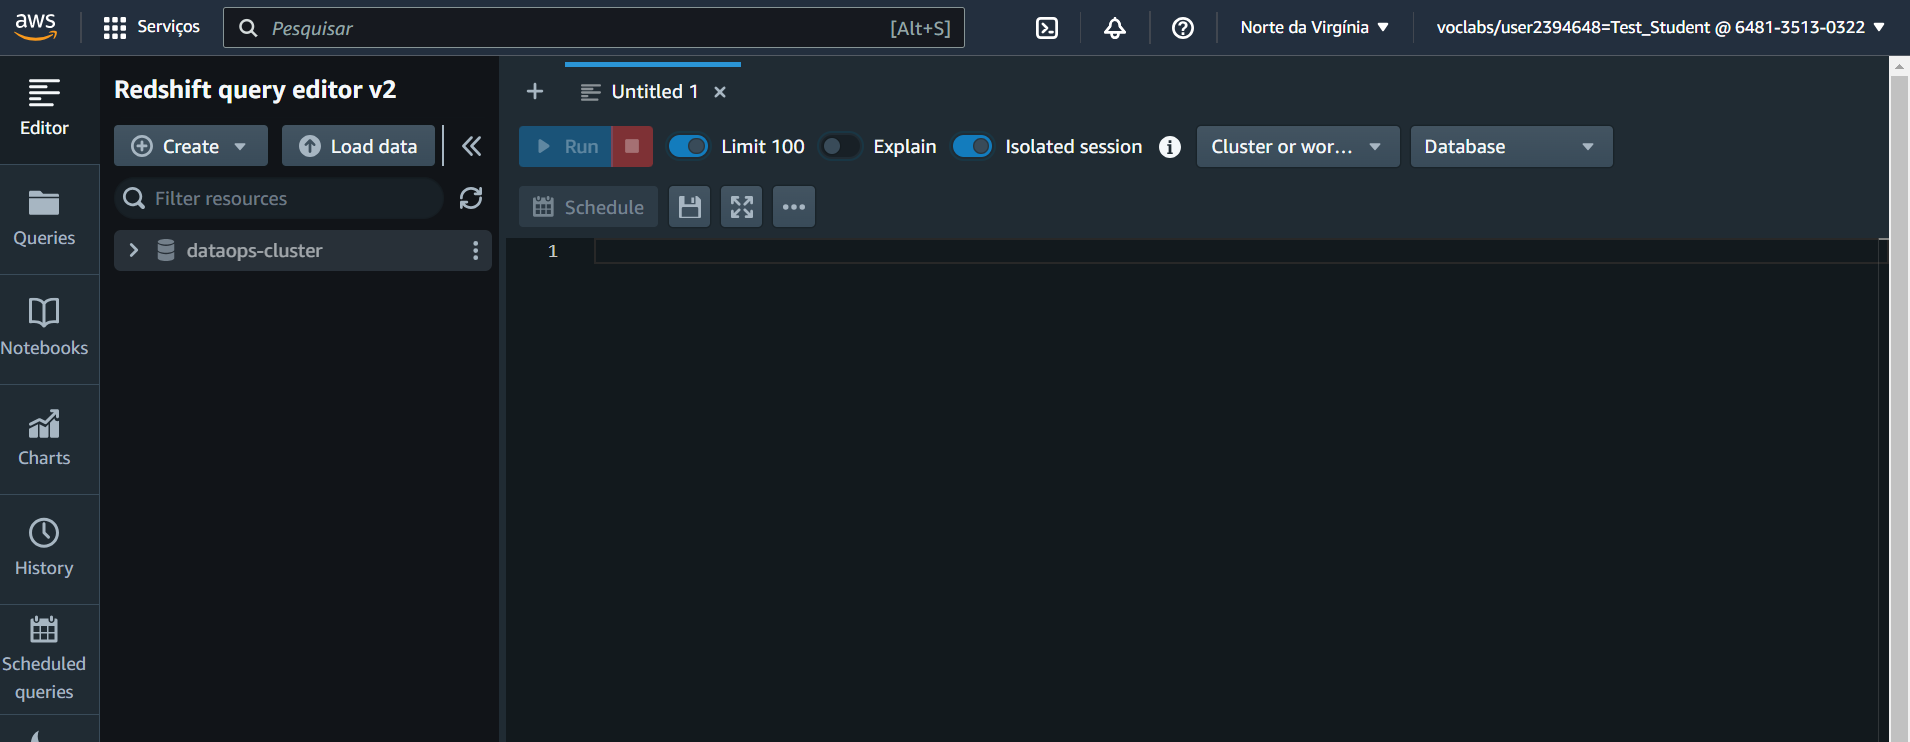 aws
Serviços
Pesquisar
[Alt+S]
Norte da Virgínia
voclabs/user2394648=Test_Student @ 6481-3513-0322
Editor
Queries
Notebooks
Charts
History
Scheduled
queries
Redshift query editor v2
Create
Load data
Filter resources
dataops-cluster
Untitled 1
Run
Limit 100
Explain
Isolated session
Cluster or wor...
Database
Schedule
1